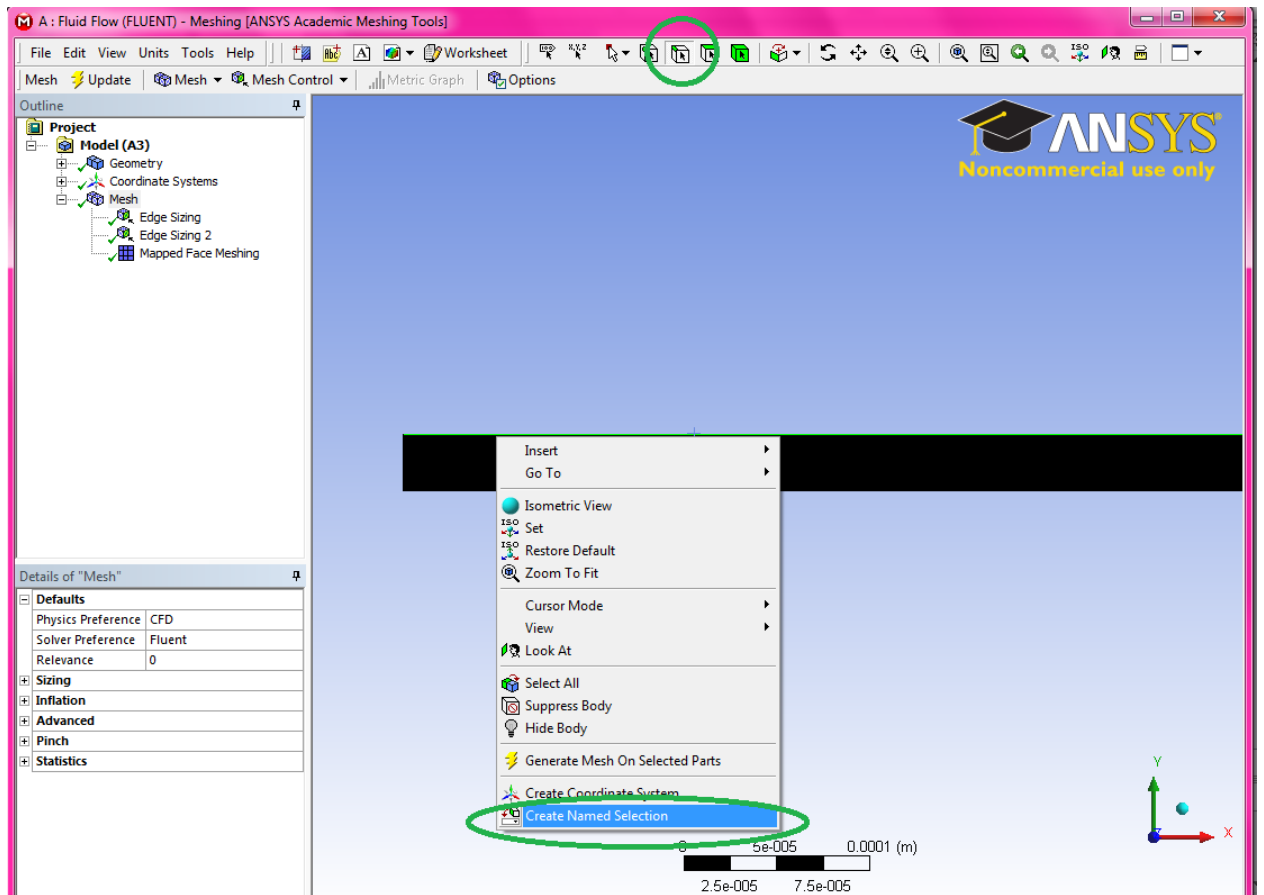 A : Fluid Flow (FLUENT) - Meshing [ANSYS Academic Meshing Tools]
File Edit View Units Tools Help Worksheet
Mesh Update Mesh Mesh Control Metric Graph Options
Outline
Project
Model (A3)
Geometry
Coordinate Systems
Mesh
Edge Sizing
Edge Sizing 2
Mapped Face Meshing
ANSYS
Noncommercial use only
Insert
Go To
Isometric View
ISO Set
ISO Restore Default
Zoom To Fit
Cursor Mode
View
Look At
Select All
Suppress Body
Hide Body
Generate Mesh On Selected Parts
Create Coordinate System
Create Named Selection
Details of "Mesh"
Defaults
Physics Preference CFD
Solver Preference Fluent
Relevance 0
Sizing
Inflation
Advanced
Pinch
Statistics
0 5e-005 0.0001 (m)
2.5e-005 7.5e-005
Y
X